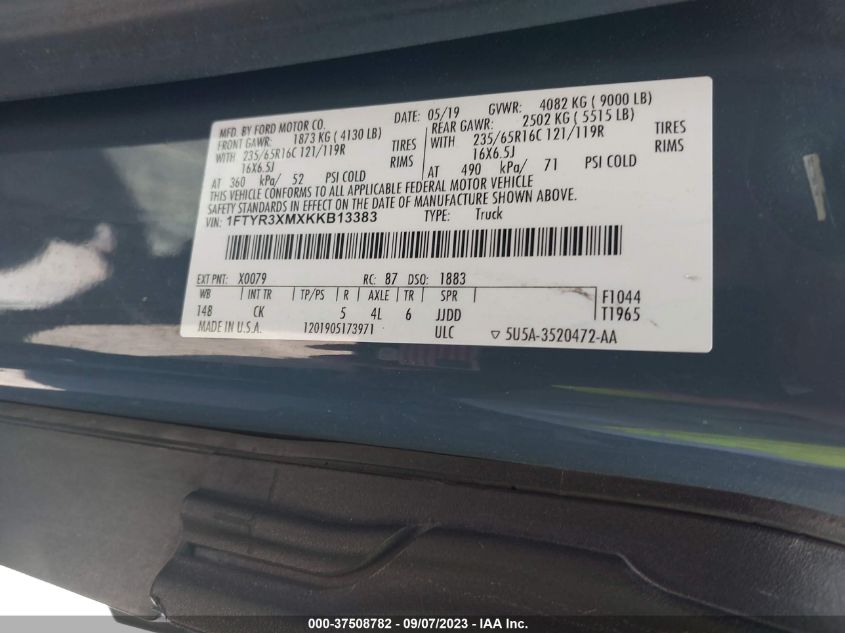 MFD. BY FORD MOTOR CO.
DATE: 05/19 GVWR: 4082 KG ( 9000 LB)
FRONT GAWR: 1873 KG ( 4130 LB)
REAR GAWR: 2502 KG ( 5515 LB)
WITH 235/65R16C 121/119R TIRES
WITH 235/65R16C 121/119R TIRES
16X6.5J RIMS
16X6.5J RIMS
AT 360 kPa/ 52 PSI COLD
AT 490 kPa/ 71 PSI COLD
THIS VEHICLE CONFORMS TO ALL APPLICABLE FEDERAL MOTOR VEHICLE
SAFETY STANDARDS IN EFFECT ON THE DATE OF MANUFACTURE SHOWN ABOVE.
VIN: 1FTYR3XMXKKB13383 TYPE: Truck
EXT PNT: X0079 RC: 87 DSO: 1883
WB INT TR TP/PS R AXLE TR SPR F1044
148 CK 5 4L 6 JJDD T1965
MADE IN U.S.A. 1201905173971 ULC ▽ 5U5A-3520472-AA
000-37508782 - 09/07/2023 - IAA Inc.